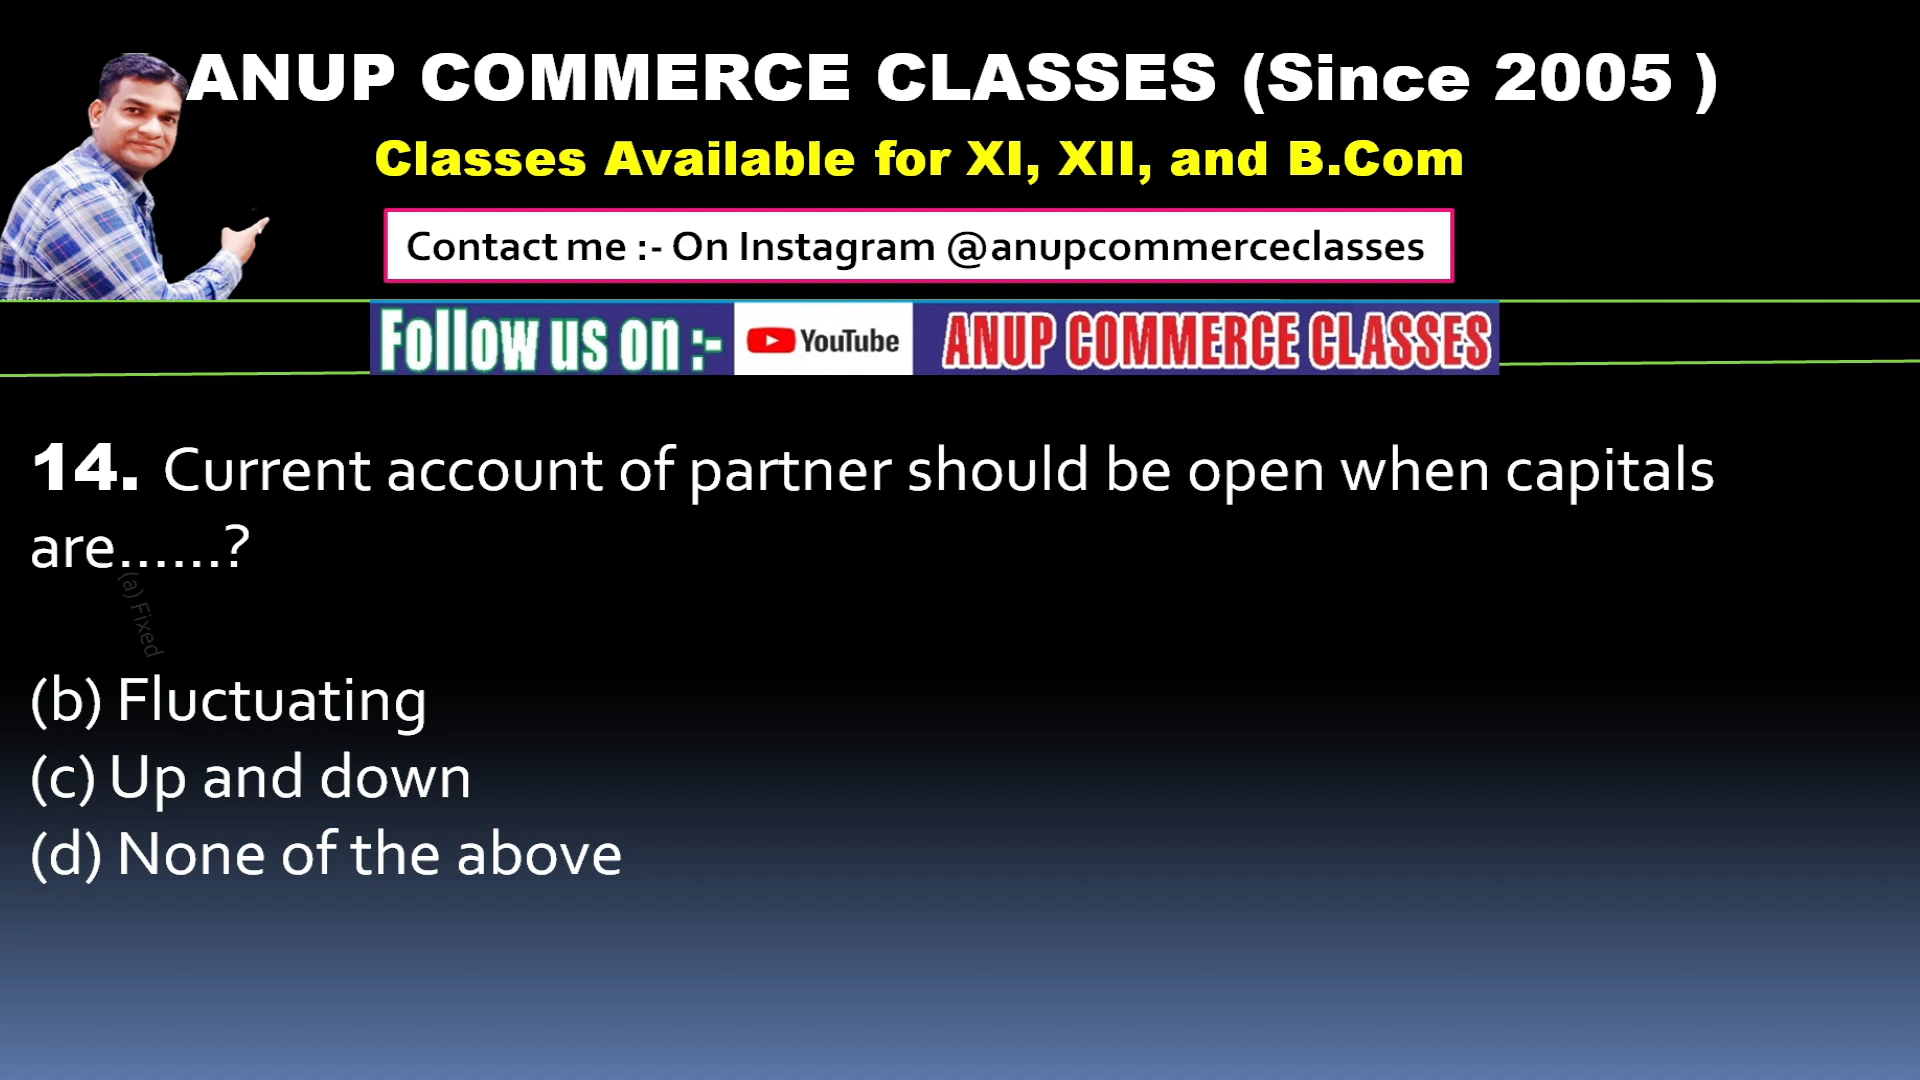 ANUP COMMERCE CLASSES (Since 2005 )
Classes Available for XI, XII, and B.Com
Contact me :- On Instagram @anupcommerceclasses
Follow us on :- YouTube ANUP COMMERCE CLASSES
14. Current account of partner should be open when capitals
are......?
(a) Fixed
(b) Fluctuating
(c) Up and down
(d) None of the above